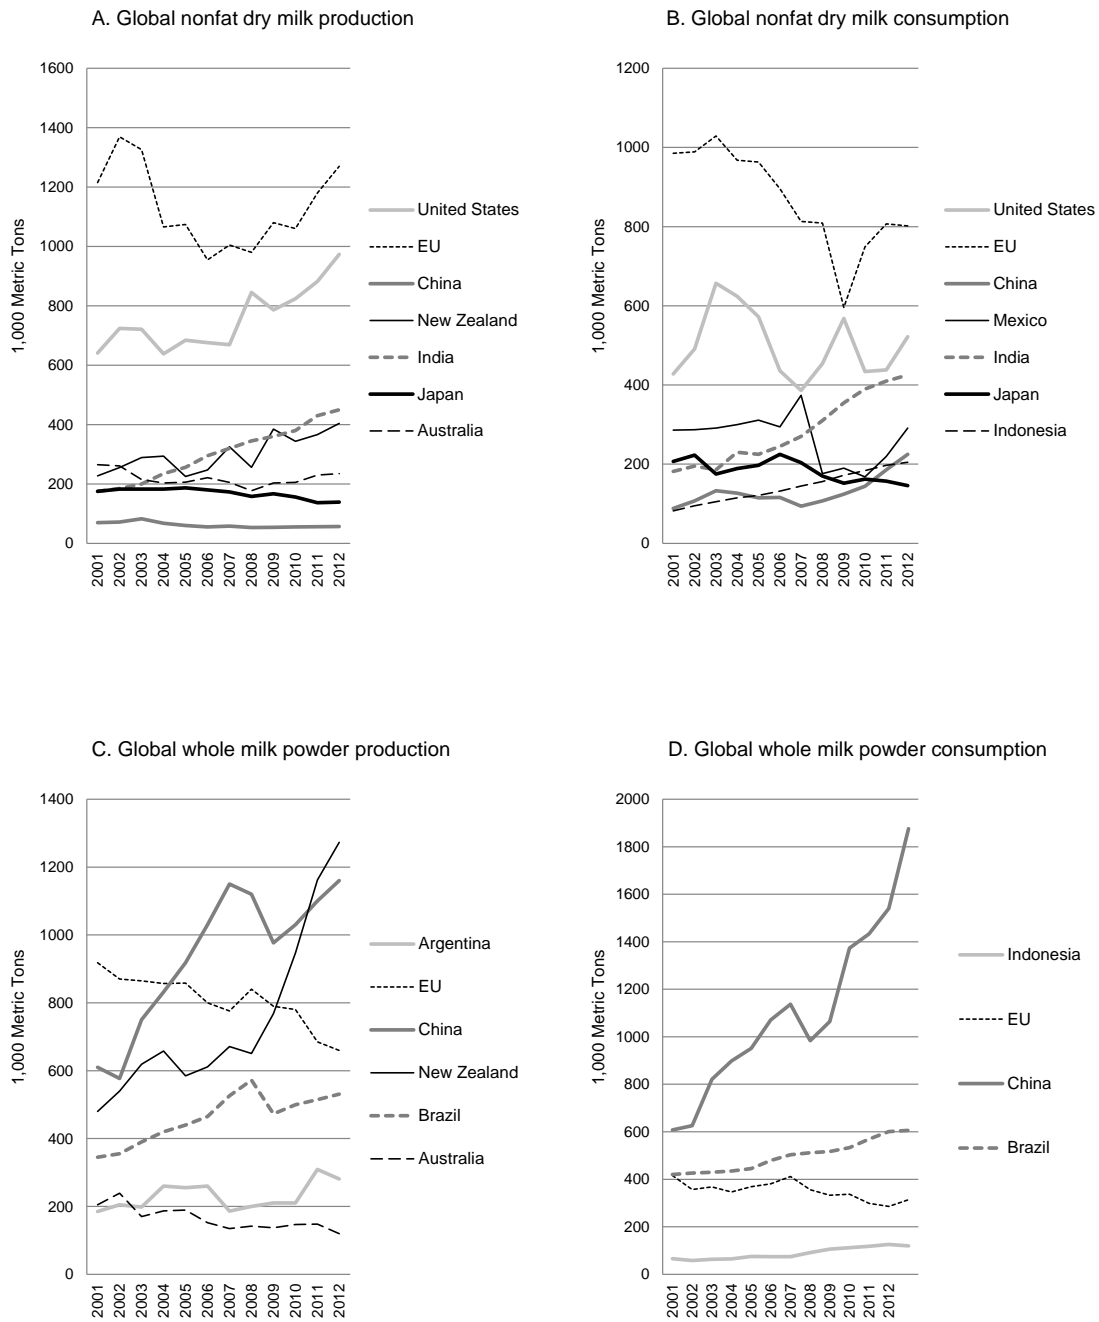 A. Global nonfat dry milk production
1600
1400
1200
1000
800
600
400
200
0
1,000 Metric Tons
2001
2002
2003
2004
2005
2006
2007
2008
2009
2010
2011
2012
United States
EU
China
New Zealand
India
Japan
Australia
B. Global nonfat dry milk consumption
1200
1000
800
600
400
200
0
1,000 Metric Tons
2001
2002
2003
2004
2005
2006
2007
2008
2009
2010
2011
2012
United States
EU
China
Mexico
India
Japan
Indonesia
C. Global whole milk powder production
1400
1200
1000
800
600
400
200
0
1,000 Metric Tons
2001
2002
2003
2004
2005
2006
2007
2008
2009
2010
2011
2012
Argentina
EU
China
New Zealand
Brazil
Australia
D. Global whole milk powder consumption
2000
1800
1600
1400
1200
1000
800
600
400
200
0
1,000 Metric Tons
2001
2002
2003
2004
2005
2006
2007
2008
2009
2010
2011
2012
Indonesia
EU
China
Brazil